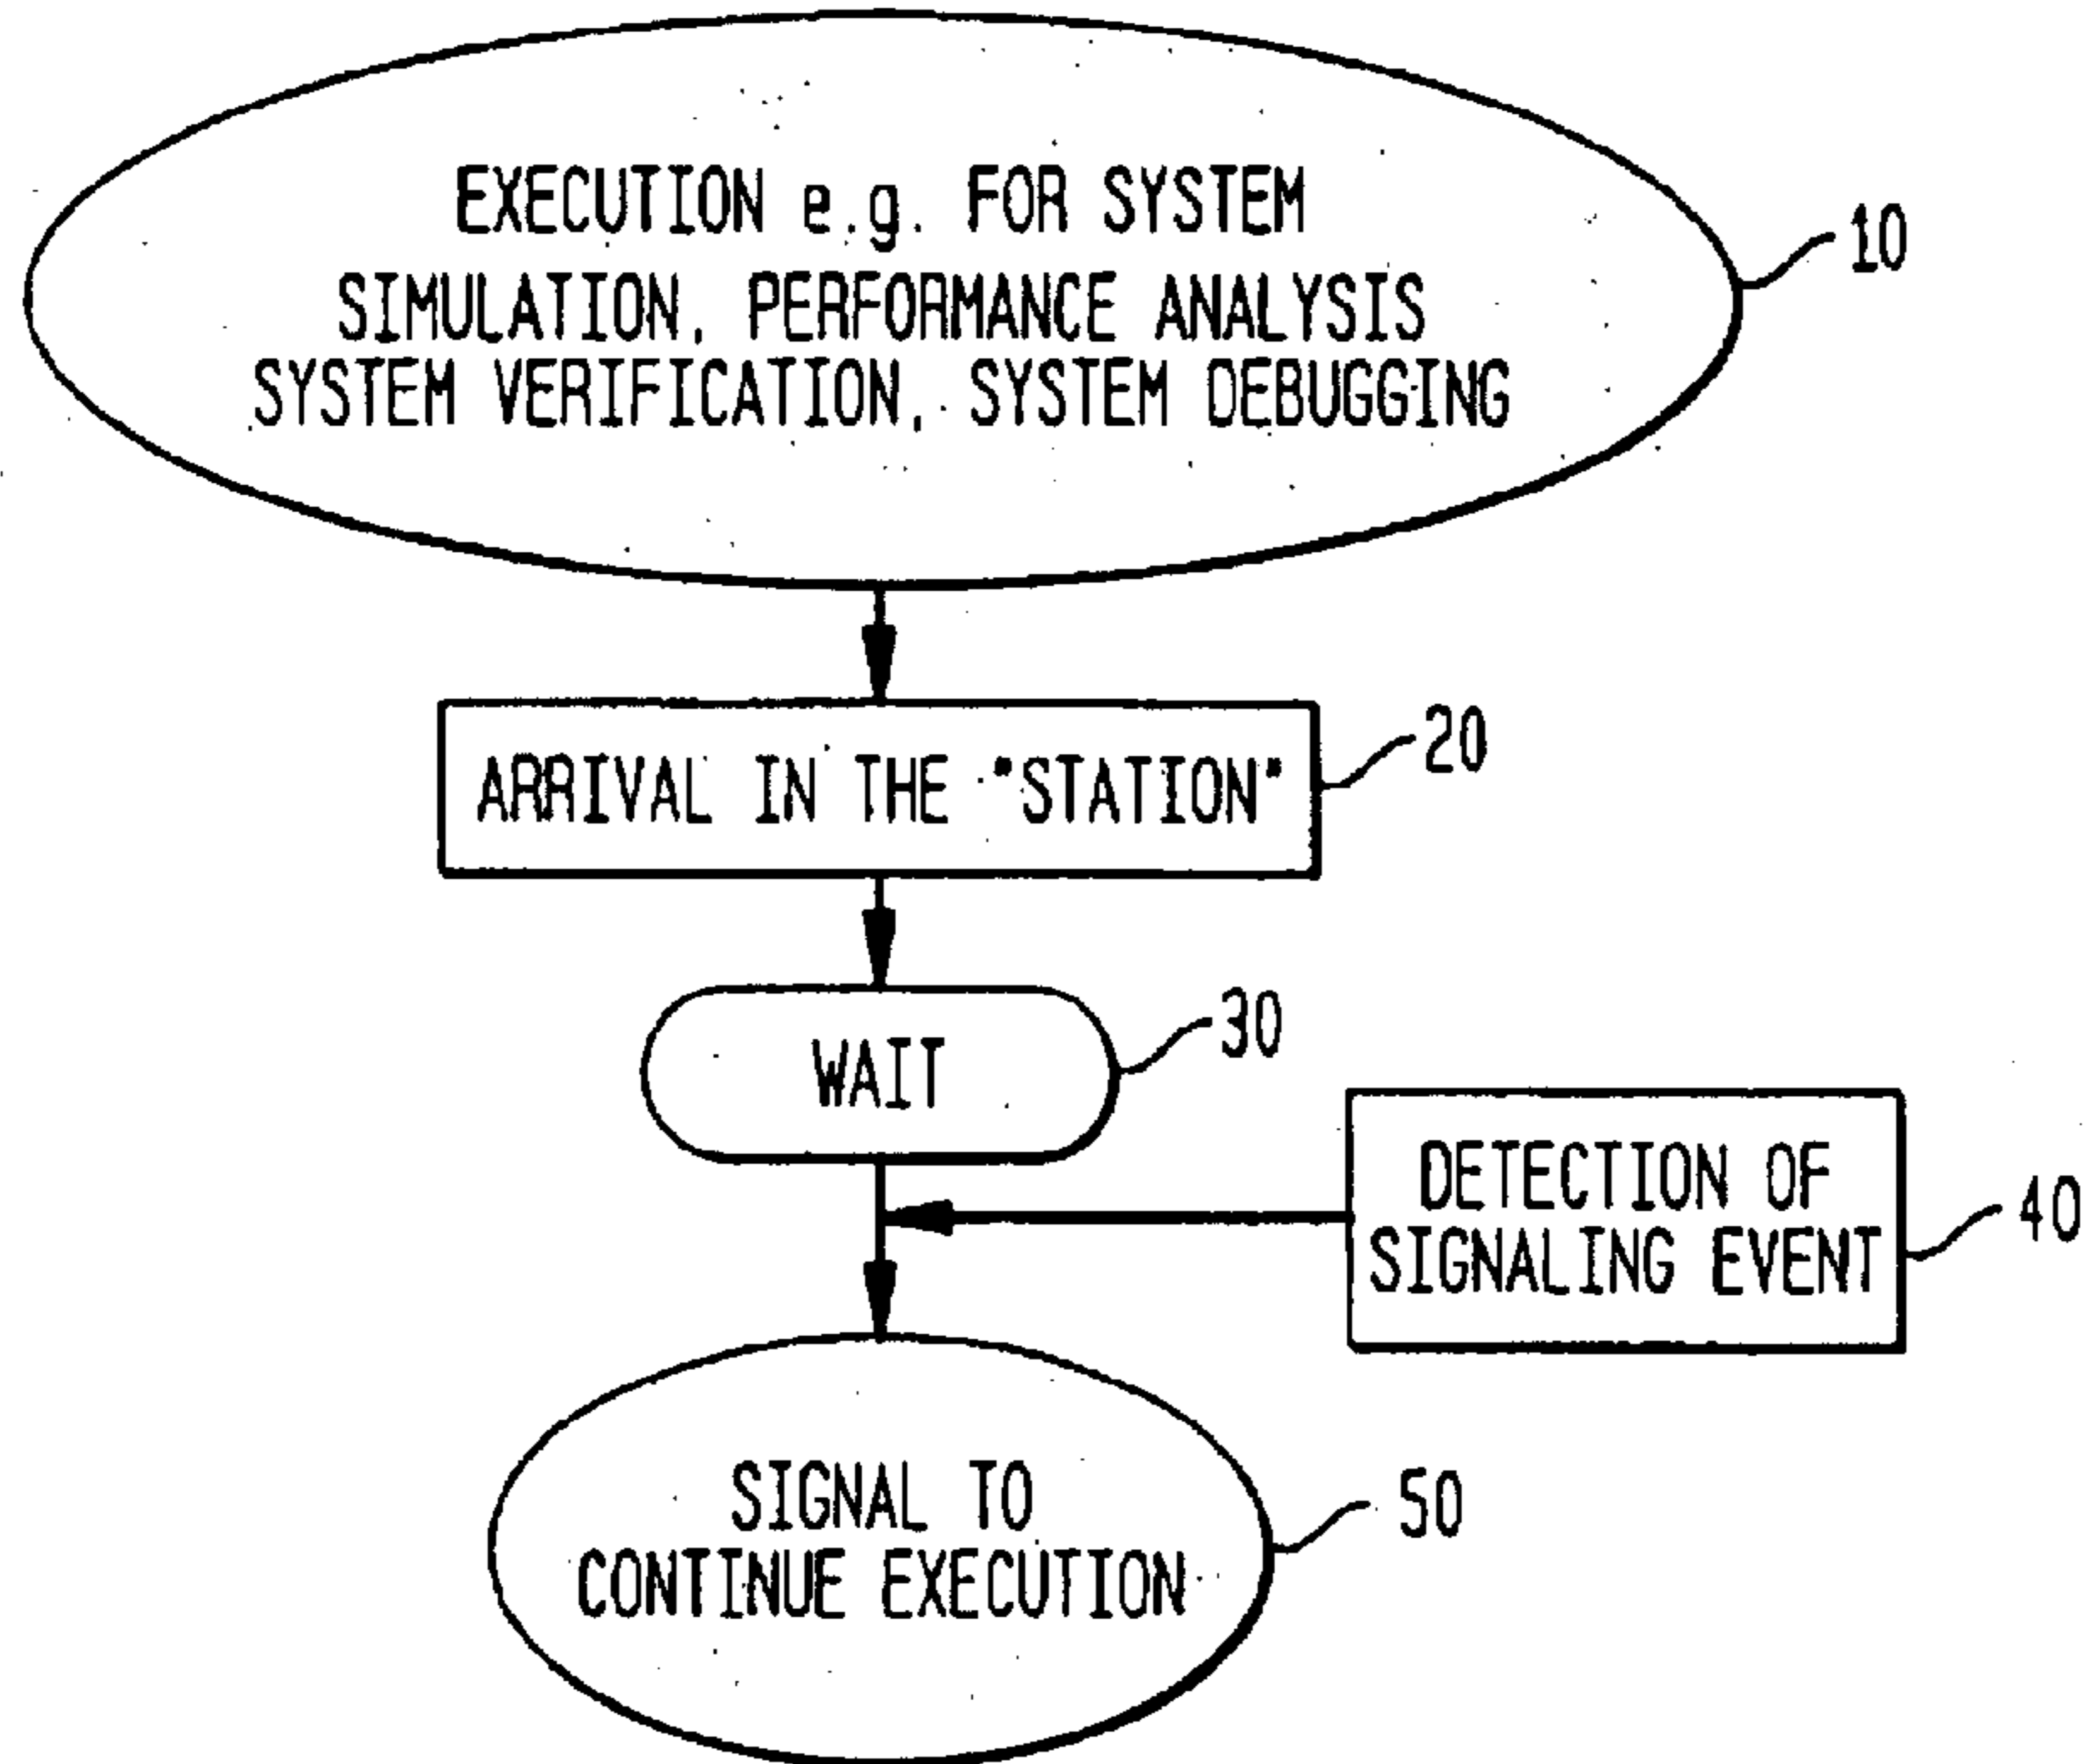 EXECUTION e.g. FOR SYSTEM
SIMULATION, PERFORMANCE ANALYSIS
SYSTEM VERIFICATION, SYSTEM DEBUGGING
10
ARRIVAL IN THE "STATION"
20
WAIT
30
DETECTION OF
SIGNALING EVENT
40
SIGNAL TO
CONTINUE EXECUTION
50